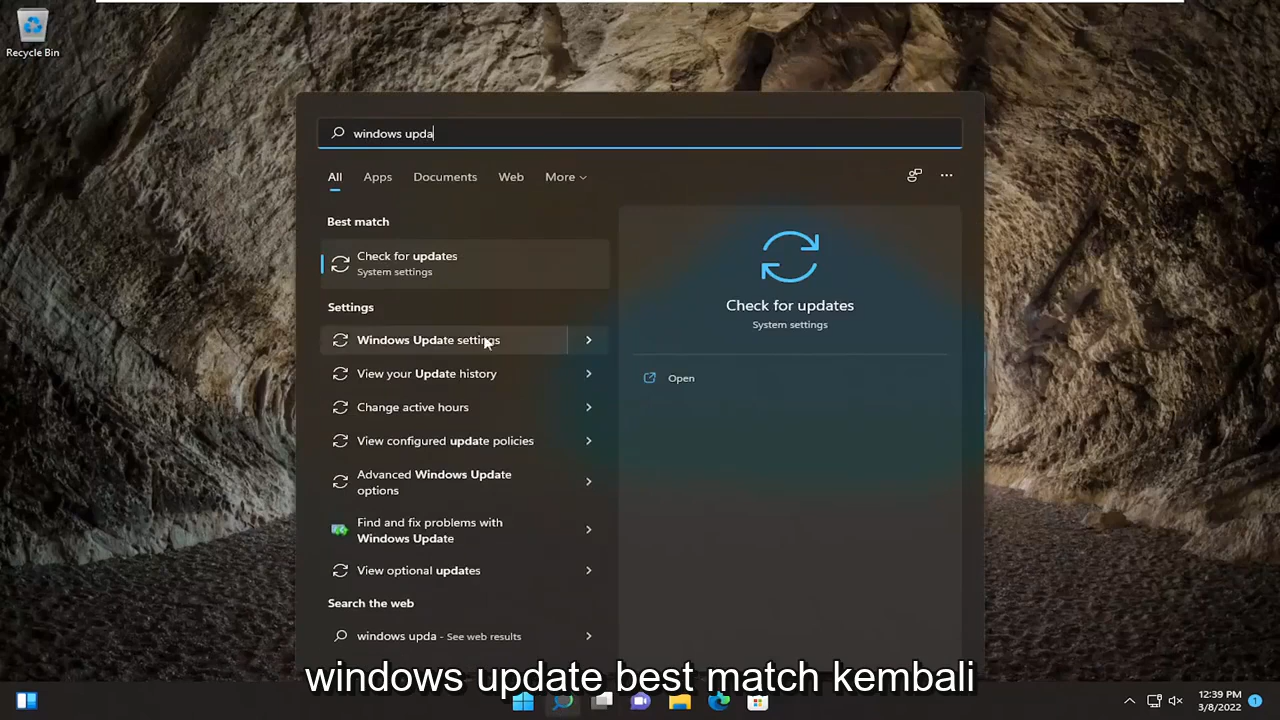 Recycle Bin
windows upda
All Apps Documents Web More
Best match
Check for updates
System settings
Settings
Windows Update settings
View your Update history
Change active hours
View configured update policies
Advanced Windows Update
options
Find and fix problems with
Windows Update
View optional updates
Search the web
windows upda - See web results
Check for updates
System settings
Open
windows update best match kembali
12:39 PM
3/8/2022
1